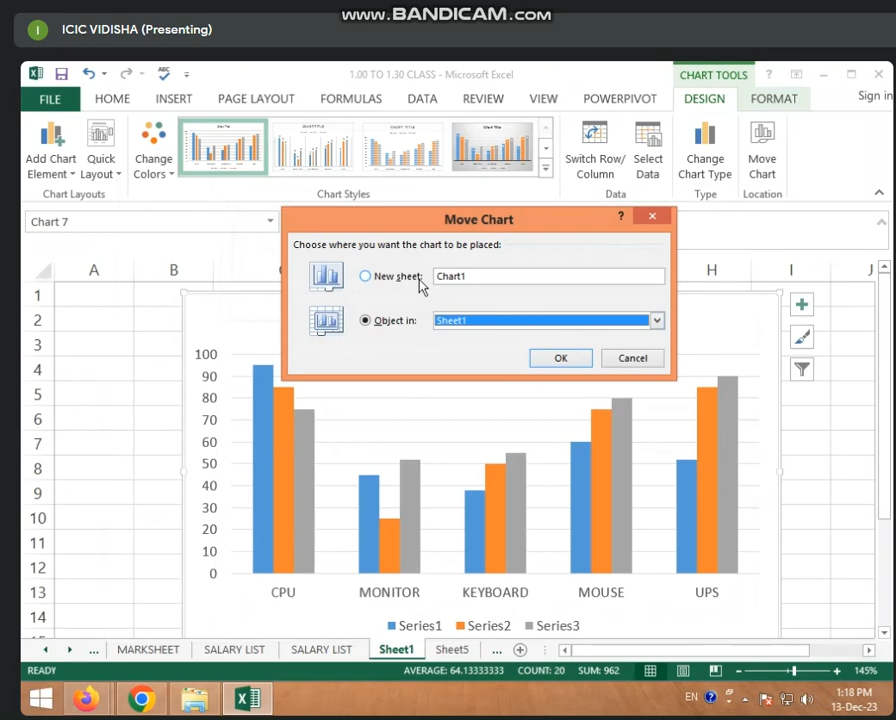 www.BANDICAM.com
I ICIC VIDISHA (Presenting)
ABC
1.00 TO 1.30 CLASS - Microsoft Excel
CHART TOOLS
?
FILE HOME INSERT PAGE LAYOUT FORMULAS DATA REVIEW VIEW POWERPIVOT DESIGN FORMAT Sign in
Add Chart Element
Quick Layout
Change Colors
Switch Row/ Column
Select Data
Change Chart Type
Move Chart
Chart Layouts
Chart Styles
Data
Type
Location
Chart 7
Move Chart
?
Choose where you want the chart to be placed:
New sheet: Chart1
Object in: Sheet1
OK Cancel
A B C H I J
1
2
3
4
5
6
7
8
9
10
11
12
13
14
100
90
80
70
60
50
40
30
20
10
0
CPU MONITOR KEYBOARD MOUSE UPS
Series1 Series2 Series3
... MARKSHEET SALARY LIST SALARY LIST Sheet1 Sheet5 ...
READY AVERAGE: 64.13333333 COUNT: 20 SUM: 962 145%
EN
1:18 PM
13-Dec-23